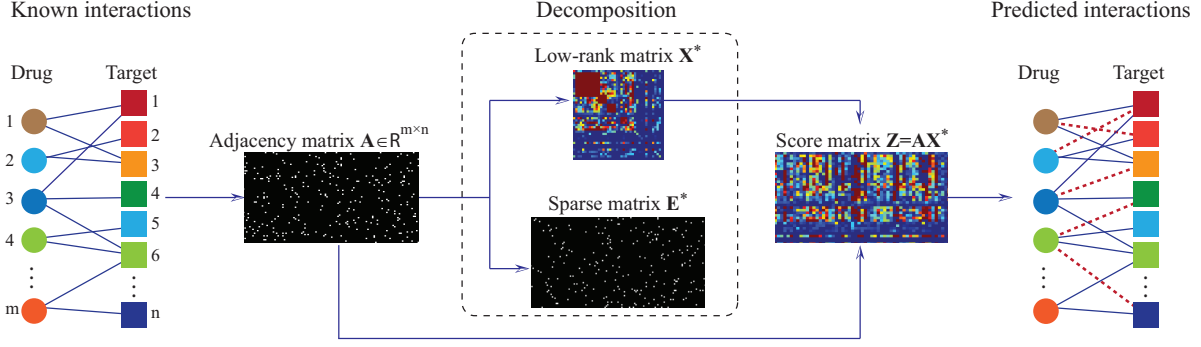 Known interactions
Decomposition
Predicted interactions
Drug
Target
1
2
3
4
m
1
2
3
4
5
6
n
Adjacency matrix A∈R^{m×n}
Low-rank matrix X*
Sparse matrix E*
Score matrix Z=AX*
Drug
Target